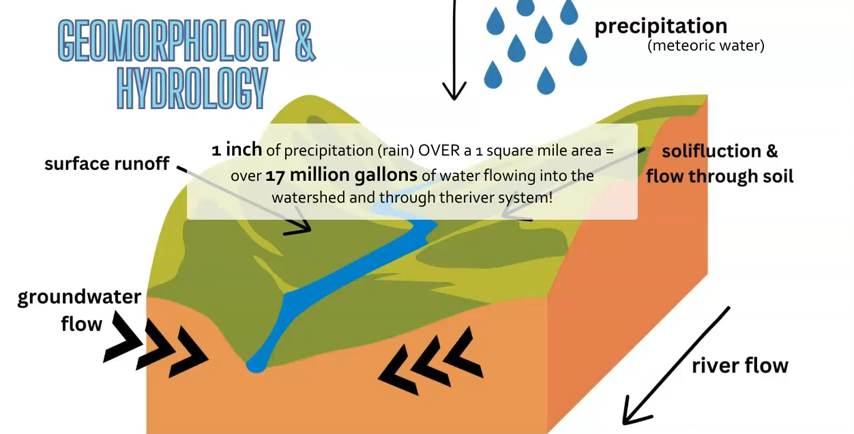 GEOMORPHOLOGY &
HYDROLOGY
precipitation
(meteoric water)
surface runoff
1 inch of precipitation (rain) OVER a 1 square mile area =
over 17 million gallons of water flowing into the
watershed and through theriver system!
solifluction &
flow through soil
groundwater
flow
river flow